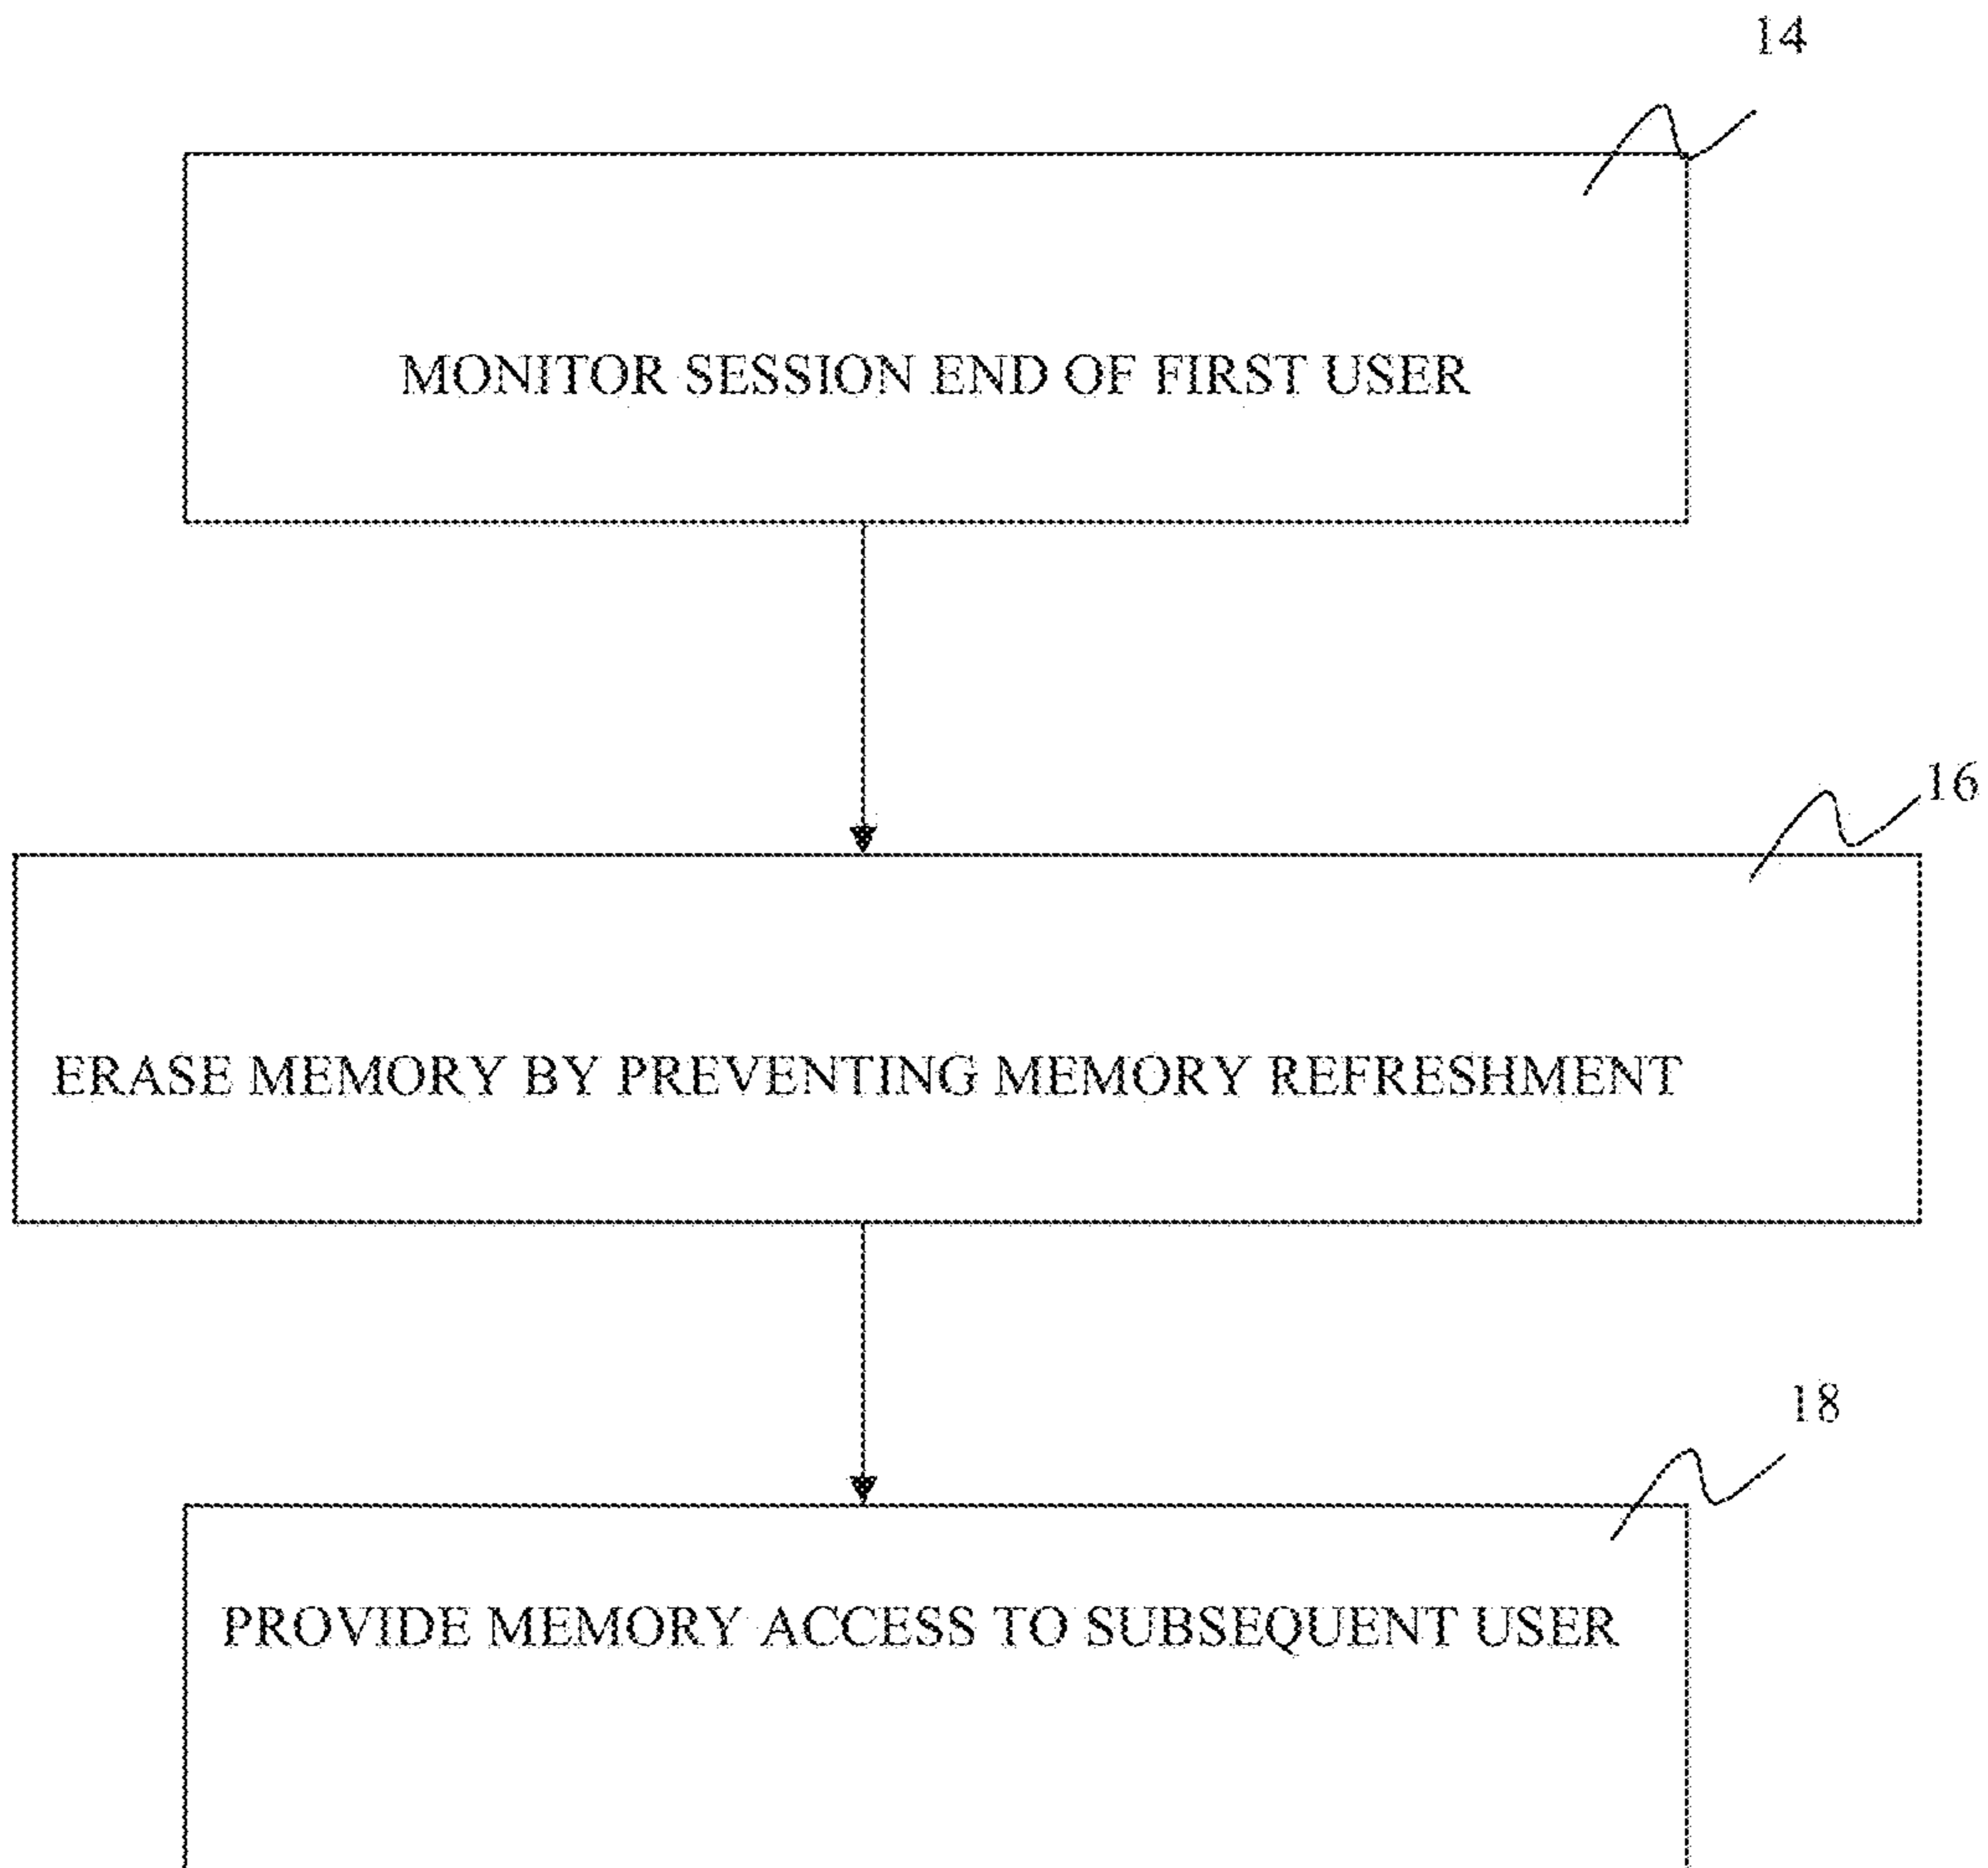 14
MONITOR SESSION END OF FIRST USER
16
ERASE MEMORY BY PREVENTING MEMORY REFRESHMENT
18
PROVIDE MEMORY ACCESS TO SUBSEQUENT USER